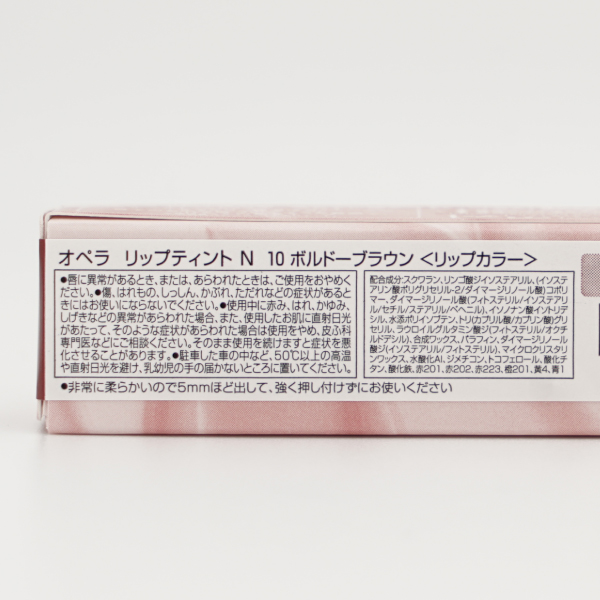 オペラ リップティント N 10 ボルドーブラウン <リップカラー>
●唇に異常があるとき、または、あらわれたときは、ご使用をおやめく
ださい。●傷、はれもの、しっしん、かぶれ、ただれなどの症状があると
きにはお使いにならないでください。●使用中に赤み、はれ、かゆみ、
しげきなどの異常があらわれた場合、また、使用したお肌に直射日光
があたって、そのような症状があらわれた場合は使用をやめ、皮ふ科
専門医などにご相談ください。そのまま使用を続けますと症状を悪
化させることがあります。●駐車した車の中など、50℃以上の高温
や直射日光を避け、乳幼児の手の届かないところに置いてください。
配合成分:スクワラン、リンゴ酸ジイソステアリル、(イソステ
アリン酸ポリグリセリル-2/ダイマージリノール酸)コポリ
マー、ダイマージリノール酸(フィトステリル/イソステアリ
ル/セチル/ステアリル/ベヘニル)、イソノナン酸イソトリデ
シル、水添ポリイソブテン、トリ(カプリル酸/カプリン酸)グリ
セリル、ラウロイルグルタミン酸ジ(フィトステリル/オクチ
ルドデシル)、合成ワックス、パラフィン、ダイマージリノール
酸ジ(イソステアリル/フィトステリル)、マイクロクリスタリ
ンワックス、水酸化Al、ジメチコン、トコフェロール、酸化チ
タン、酸化鉄、赤201、赤202、赤223、橙201、黄4、青1
●非常に柔らかいので5mmほど出して、強く押し付けずにお使いください